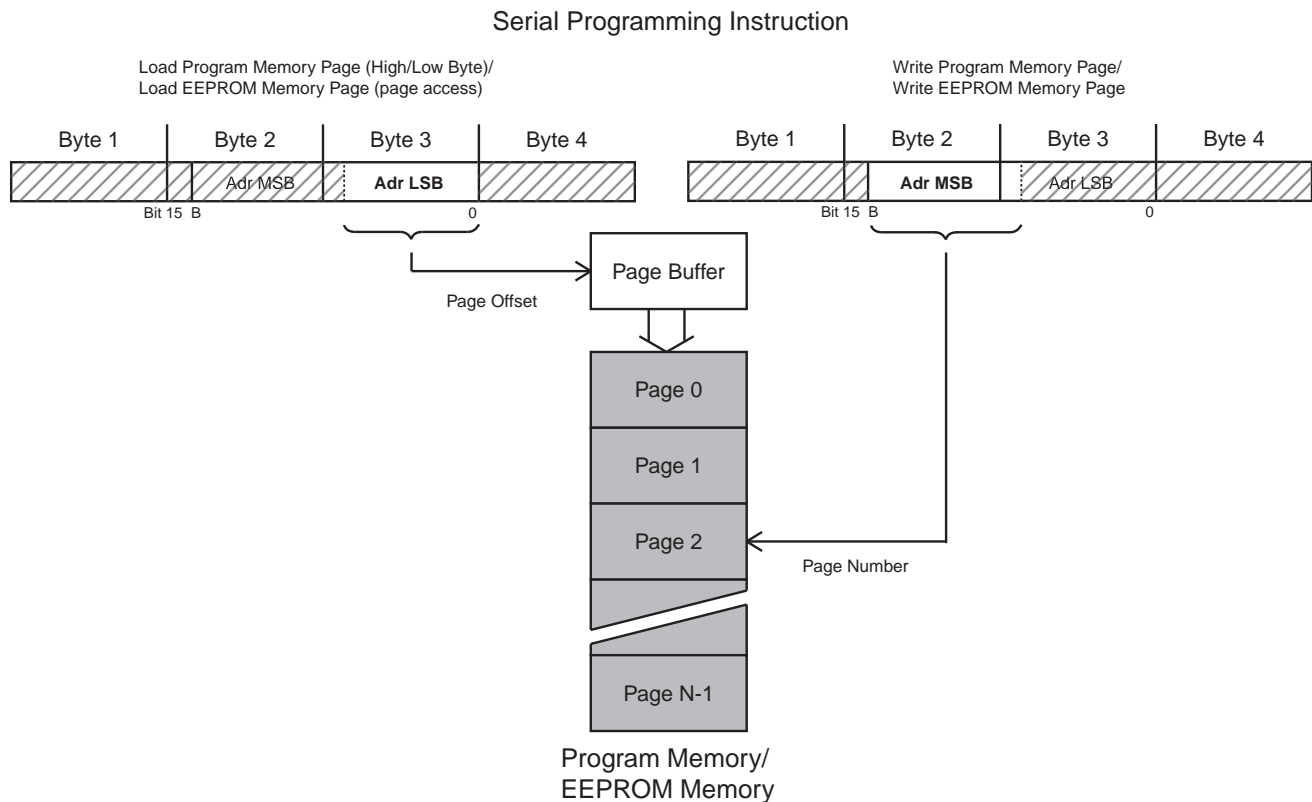 Serial Programming Instruction
Load Program Memory Page (High/Low Byte)/
Load EEPROM Memory Page (page access)
Write Program Memory Page/
Write EEPROM Memory Page
Byte 1 Byte 2 Byte 3 Byte 4
Byte 1 Byte 2 Byte 3 Byte 4
Adr MSB Adr LSB
Adr MSB Adr LSB
Bit 15 B 0
Bit 15 B 0
Page Buffer
Page Offset
Page 0
Page 1
Page 2
Page Number
Page N-1
Program Memory/
EEPROM Memory